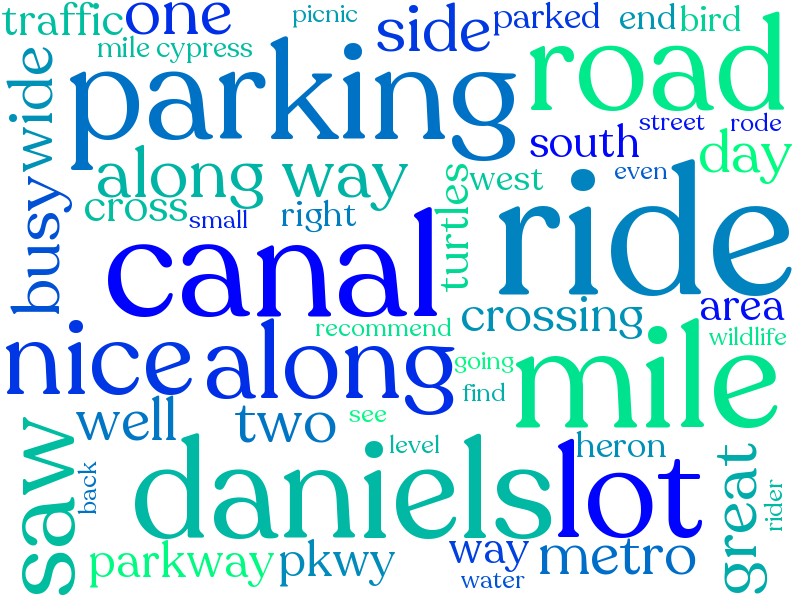 traffic
one
picnic
side
parked
end
bird
mile cypress
road
wide
parking
south
street
rode
day
along way
turtles
west
even
cross
small
right
busy
ride
canal
crossing
area
nice
along
recommend
wildlife
going
mile
find
well
two
see
saw
level
heron
back
daniels
lot
great
rider
parkway
pkwy
way
metro
water